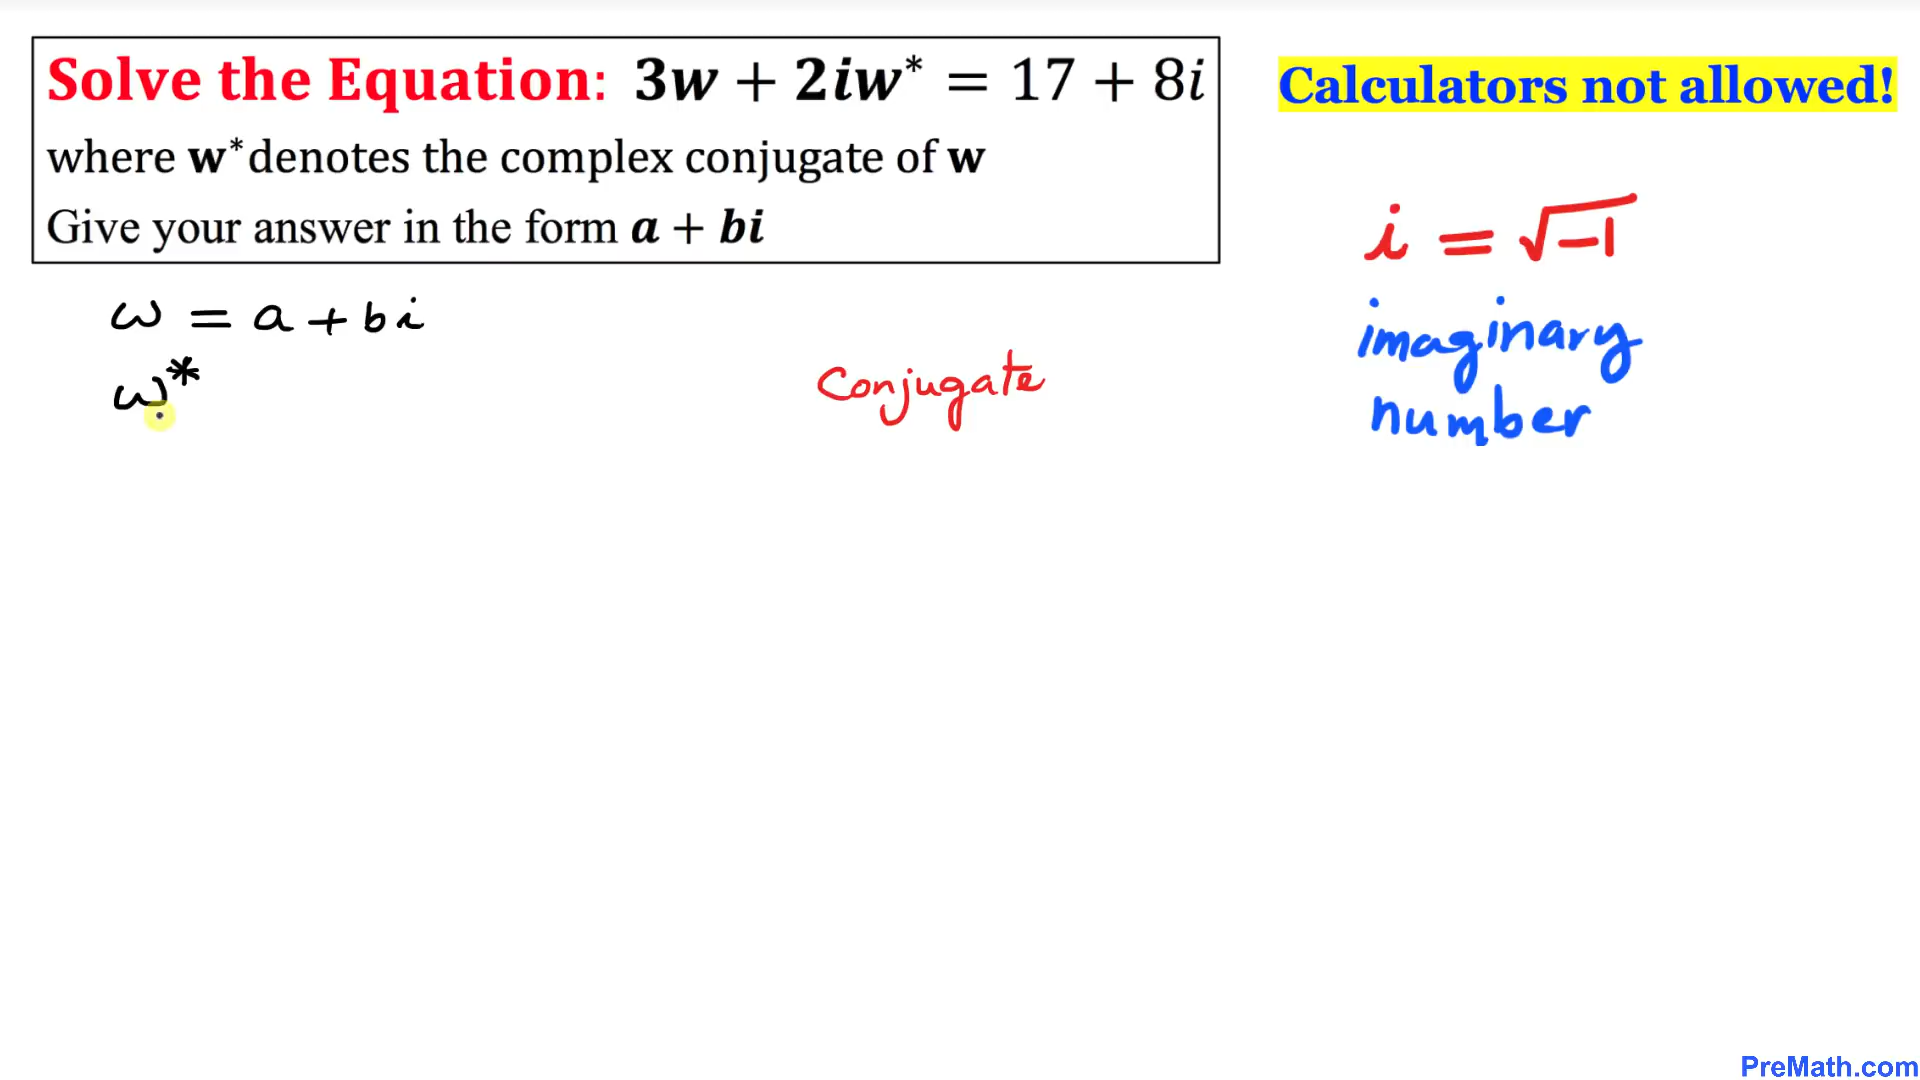 Solve the Equation: 3w + 2iw* = 17 + 8i
where w* denotes the complex conjugate of w
Give your answer in the form a + bi
Calculators not allowed!
i = √-1
imaginary
number
w = a + bi
w*
Conjugate
PreMath.com